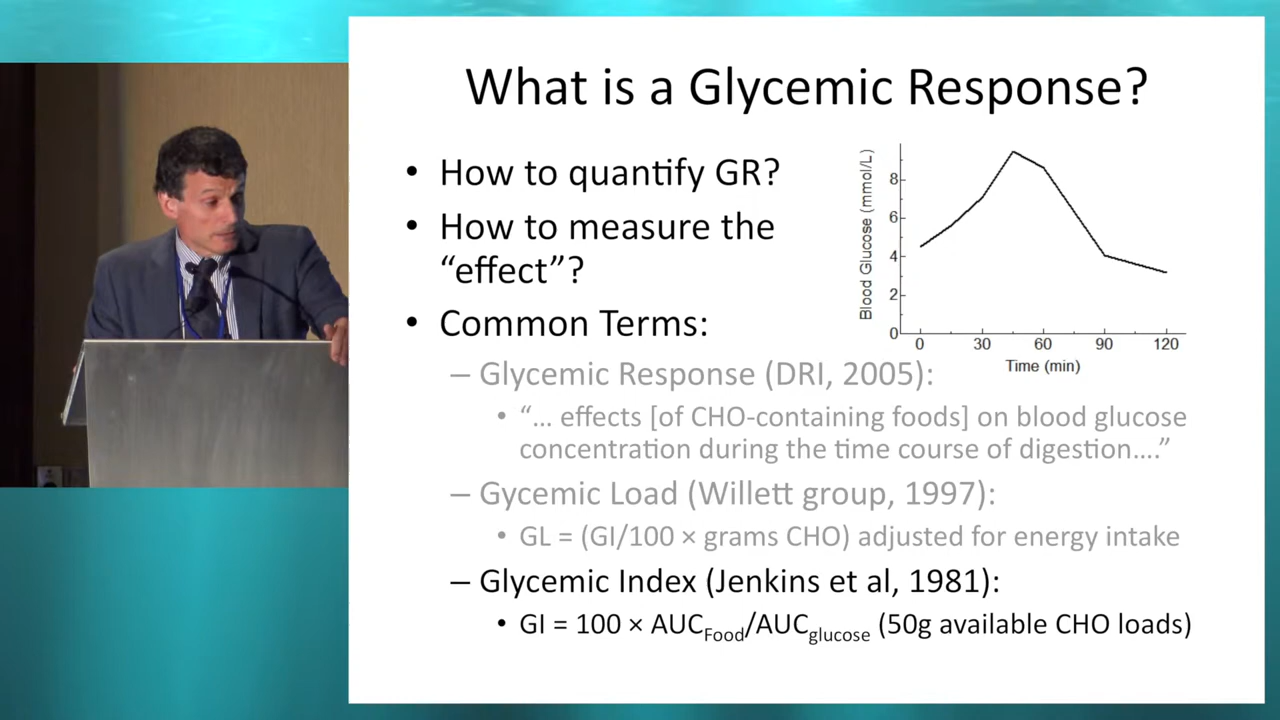 What is a Glycemic Response?
• How to quantify GR?
• How to measure the
“effect”?
• Common Terms:
– Glycemic Response (DRI, 2005):
• “… effects [of CHO-containing foods] on blood glucose
concentration during the time course of digestion….”
– Gycemic Load (Willett group, 1997):
• GL = (GI/100 × grams CHO) adjusted for energy intake
– Glycemic Index (Jenkins et al, 1981):
• GI = 100 × AUCFood/AUCglucose (50g available CHO loads)
Blood Glucose (mmol/L)
8
6
4
2
0
0 30 60 90 120
Time (min)